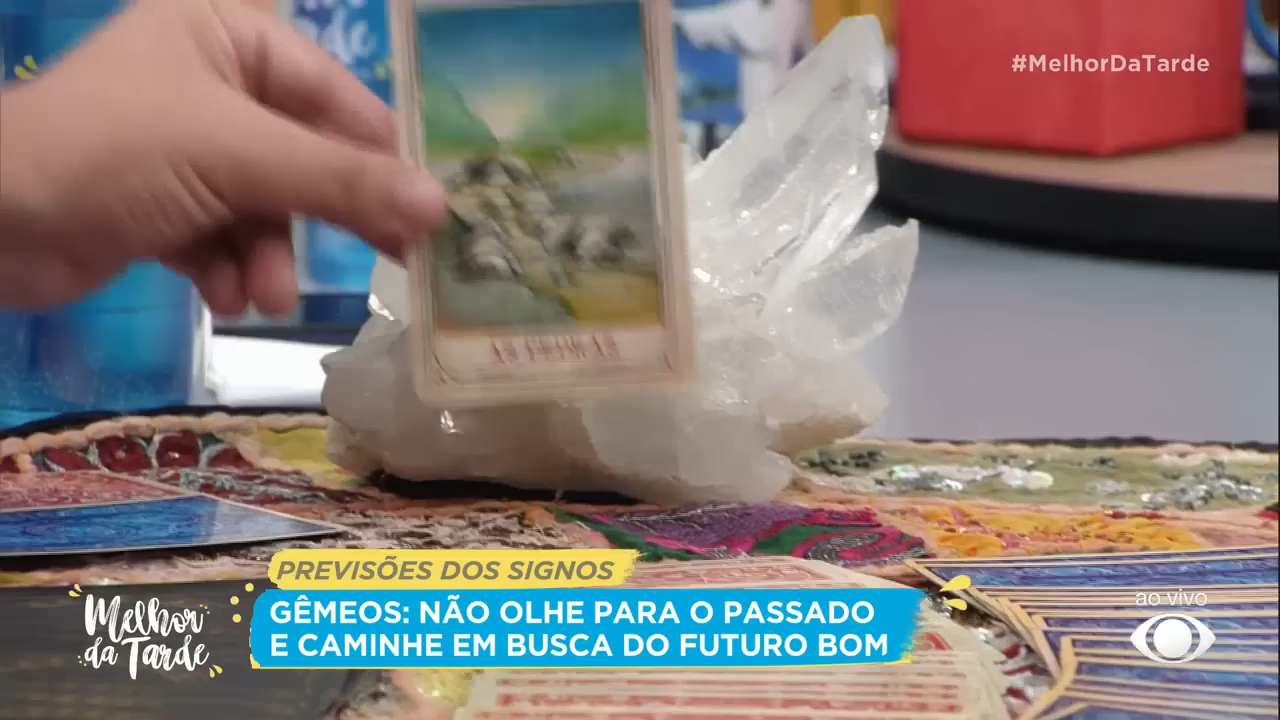 #MelhorDaTarde
PREVISÕES DOS SIGNOS
GÊMEOS: NÃO OLHE PARA O PASSADO
E CAMINHE EM BUSCA DO FUTURO BOM
Melhor
da Tarde
ao vivo